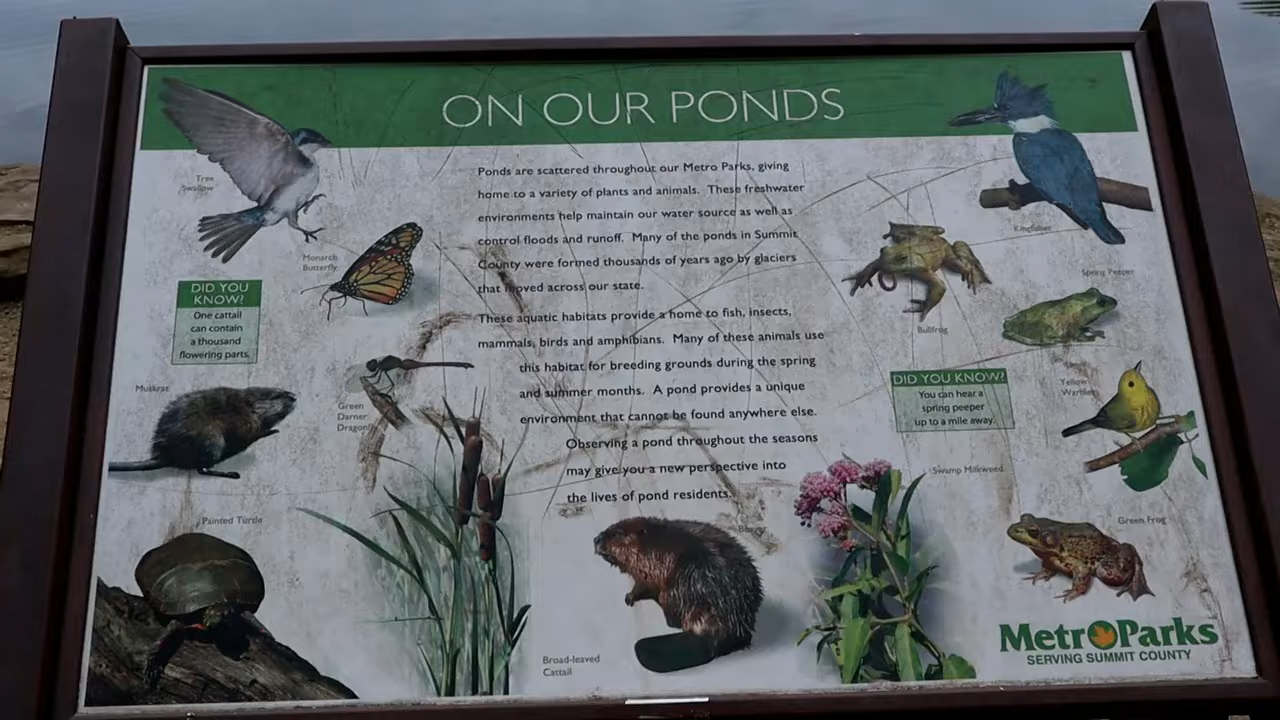 ON OUR PONDS
Tree
Swallow
Monarch
Butterfly
DID YOU
KNOW?
One cattail
can contain
a thousand
flowering parts.
Muskrat
Green
Darner
Dragonfly
Painted Turtle
Ponds are scattered throughout our Metro Parks, giving
home to a variety of plants and animals. These freshwater
environments help maintain our water source as well as
control floods and runoff. Many of the ponds in Summit
County were formed thousands of years ago by glaciers
that moved across our state.
These aquatic habitats provide a home to fish, insects,
mammals, birds and amphibians. Many of these animals use
this habitat for breeding grounds during the spring
and summer months. A pond provides a unique
environment that cannot be found anywhere else.
Observing a pond throughout the seasons
may give you a new perspective into
the lives of pond residents.
Beaver
Broad-leaved
Cattail
Kingfisher
Bullfrog
Spring Peeper
DID YOU KNOW?
You can hear a
spring peeper
up to a mile away.
Yellow
Warbler
Swamp Milkweed
Green Frog
MetroParks
SERVING SUMMIT COUNTY